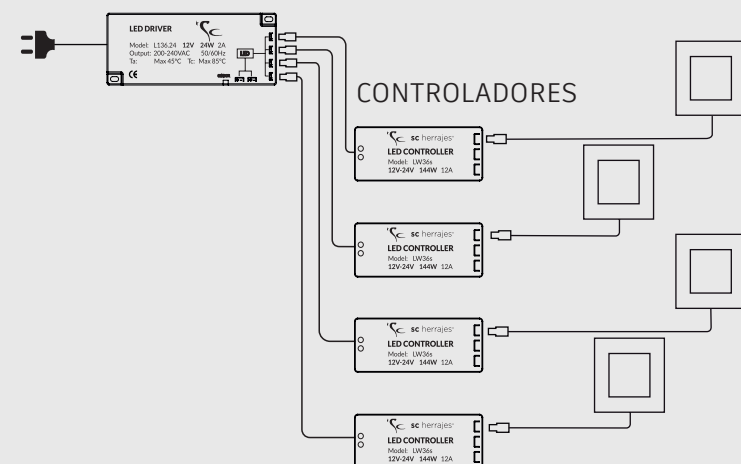 LED DRIVER
Model: L136.24 12V 24W 2A
Output: 200-240VAC 50/60Hz
Ta: Max 45°C Tc: Max 85°C
CE
LED
CONTROLADORES
sc herrajes
LED CONTROLLER
Model: LW36s
12V-24V 144W 12A
sc herrajes
LED CONTROLLER
Model: LW36s
12V-24V 144W 12A
sc herrajes
LED CONTROLLER
Model: LW36s
12V-24V 144W 12A
sc herrajes
LED CONTROLLER
Model: LW36s
12V-24V 144W 12A